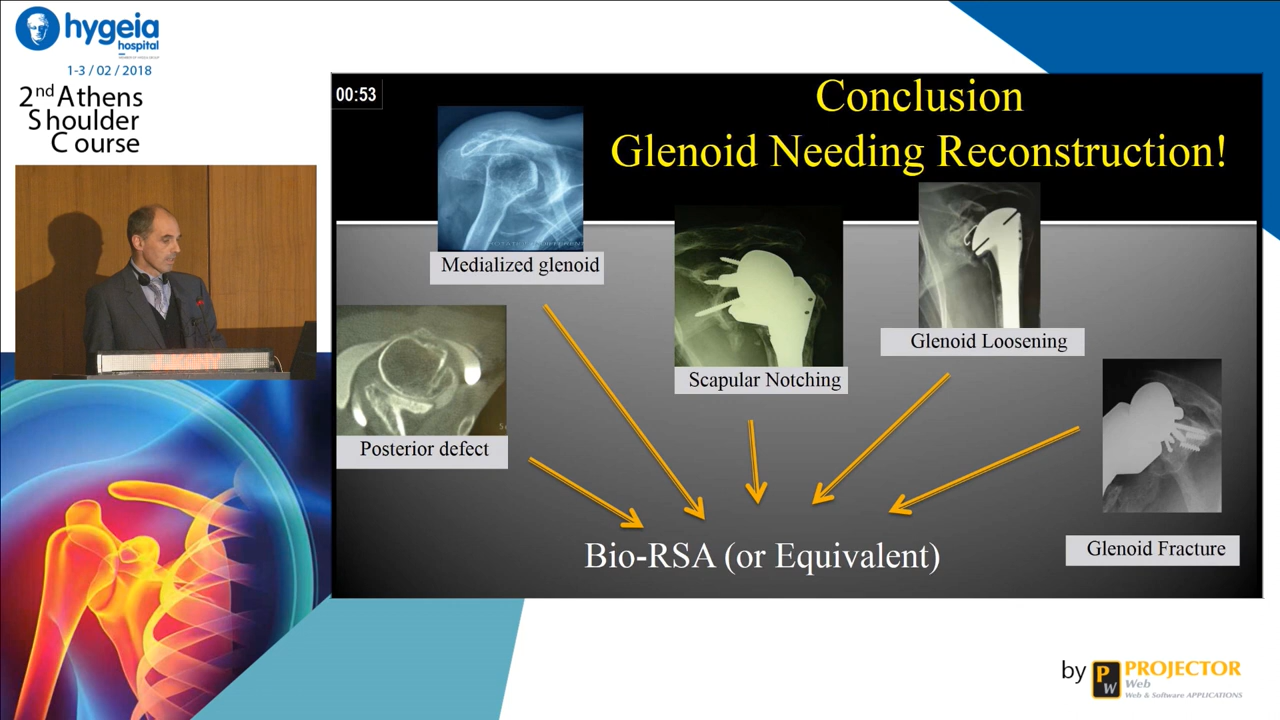 hygeia
hospital
1-3 / 02 / 2018
2nd Athens
Shoulder
Course
00:53
Conclusion
Glenoid Needing Reconstruction!
Medialized glenoid
Scapular Notching
Glenoid Loosening
Posterior defect
Glenoid Fracture
Bio-RSA (or Equivalent)
by PW PROJECTOR
Web
Web & Software APPLICATIONS